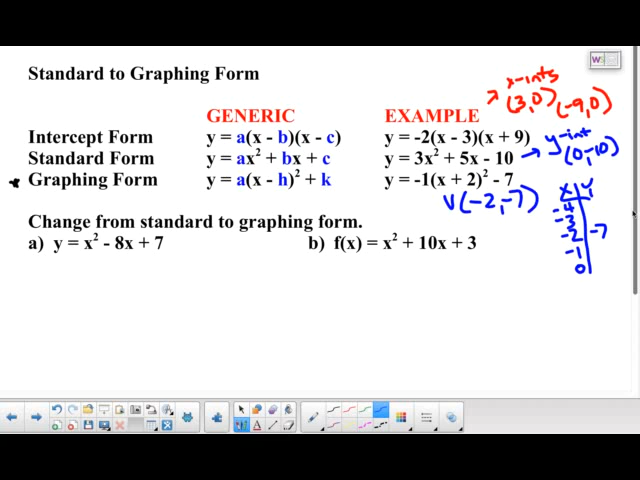 Standard to Graphing Form
x-ints
GENERIC EXAMPLE → (3,0) (-9,0)
Intercept Form y = a(x - b)(x - c) y = -2(x - 3)(x + 9) y-int
Standard Form y = ax² + bx + c y = 3x² + 5x - 10 → (0,-10)
* Graphing Form y = a(x - h)² + k y = -1(x + 2)² - 7
V(-2,-7)
x y
-4
-3
-2 -7
-1
0
Change from standard to graphing form.
a) y = x² - 8x + 7 b) f(x) = x² + 10x + 3